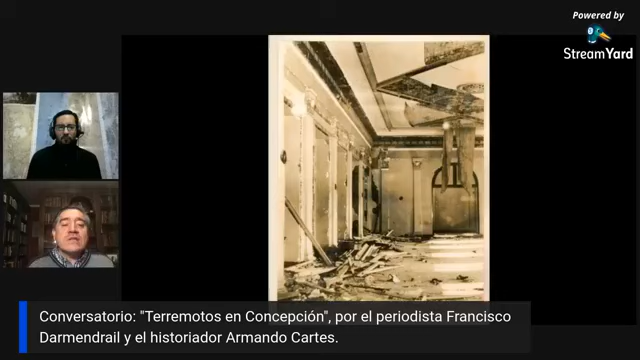 Powered by
StreamYard
Conversatorio: "Terremotos en Concepción", por el periodista Francisco
Darmendrail y el historiador Armando Cartes.